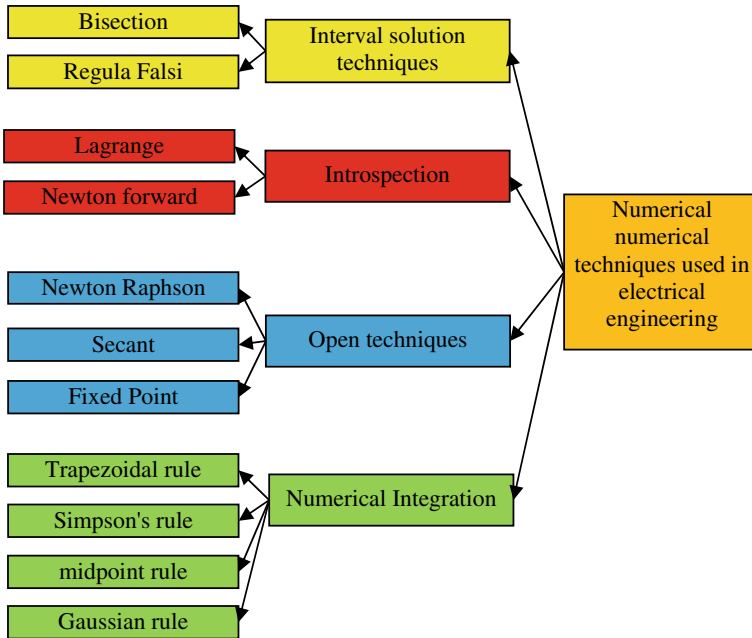 Bisection
Regula Falsi
Interval solution
techniques
Lagrange
Newton forward
Introspection
Numerical
numerical
techniques used in
electrical
engineering
Newton Raphson
Secant
Fixed Point
Open techniques
Trapezoidal rule
Simpson's rule
midpoint rule
Gaussian rule
Numerical Integration